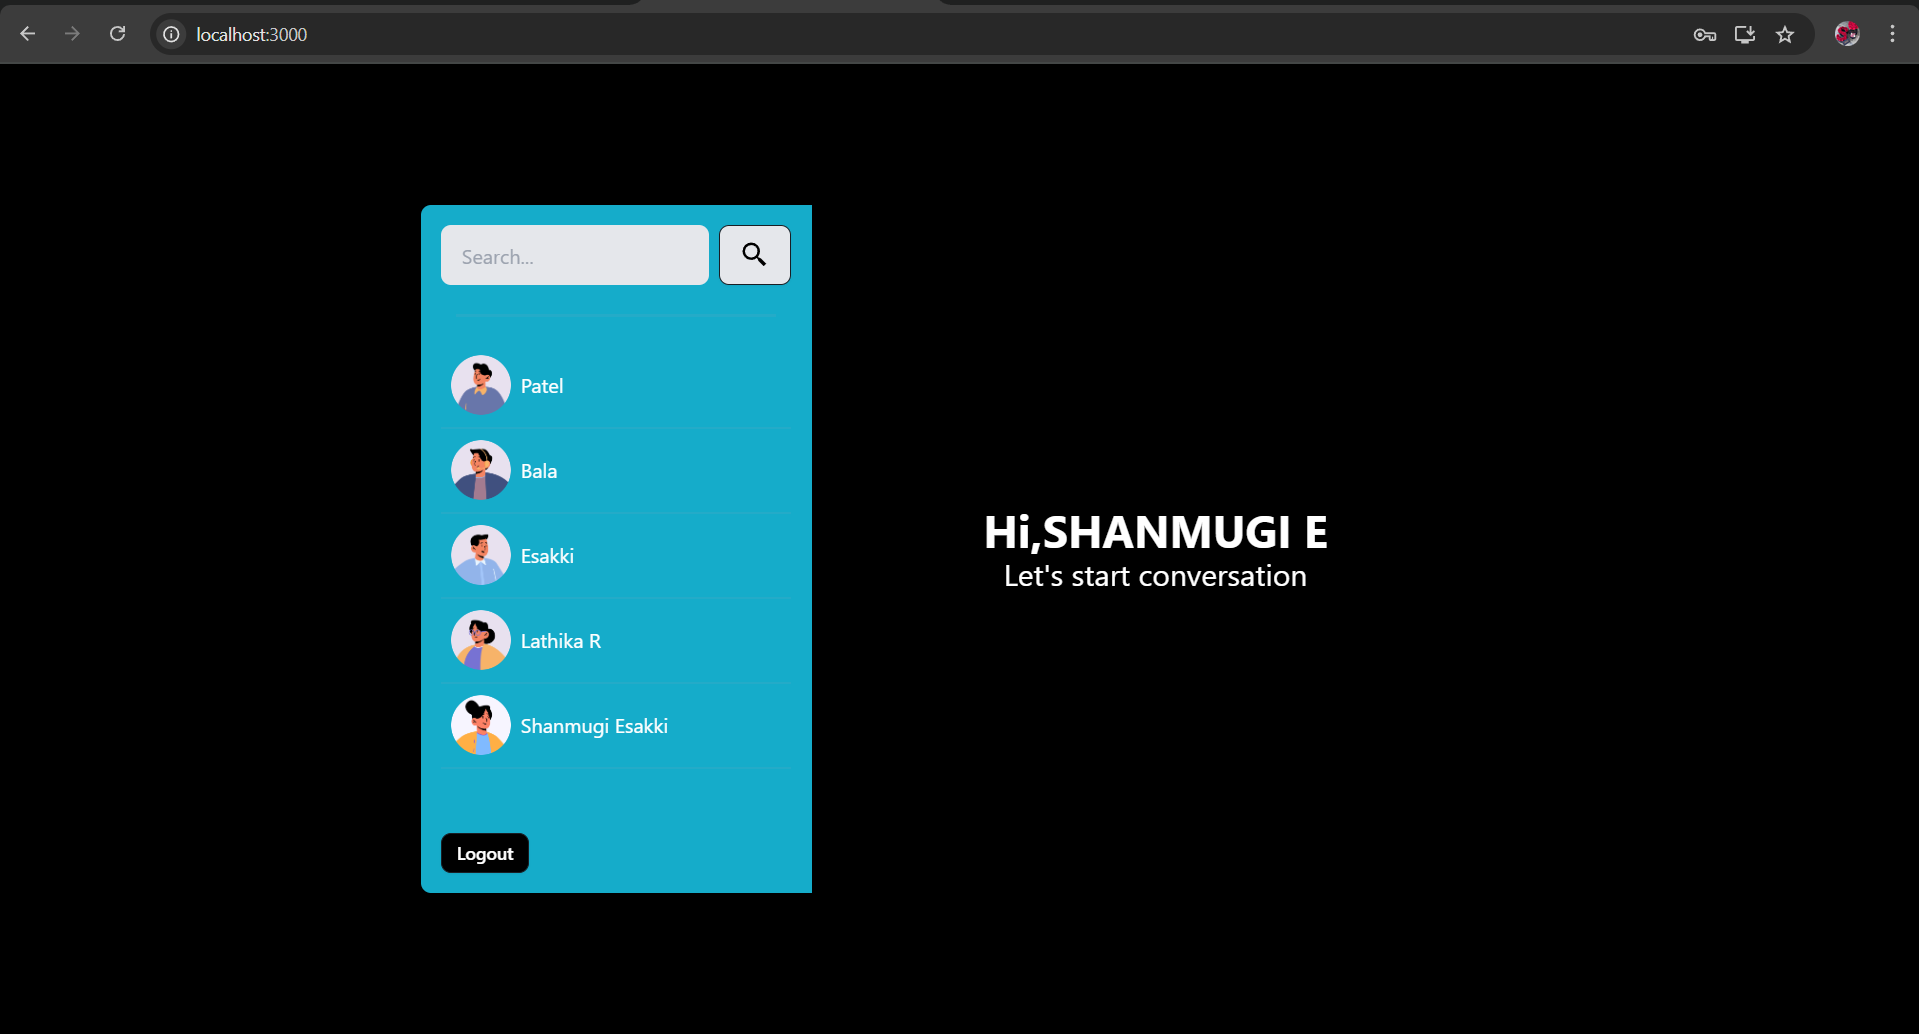 localhost:3000
Search...
Patel
Bala
Esakki
Lathika R
Shanmugi Esakki
Logout
Hi,SHANMUGI E
Let's start conversation